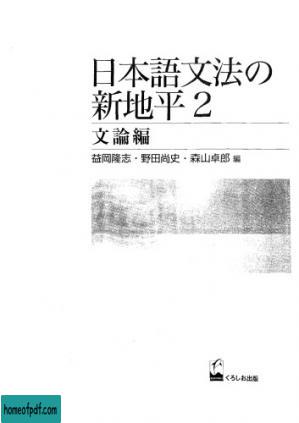 日本語文法の
新地平2
文論編
益岡隆志・野田尚史・森山卓郎 編
くろしお出版
homeofpdf.com